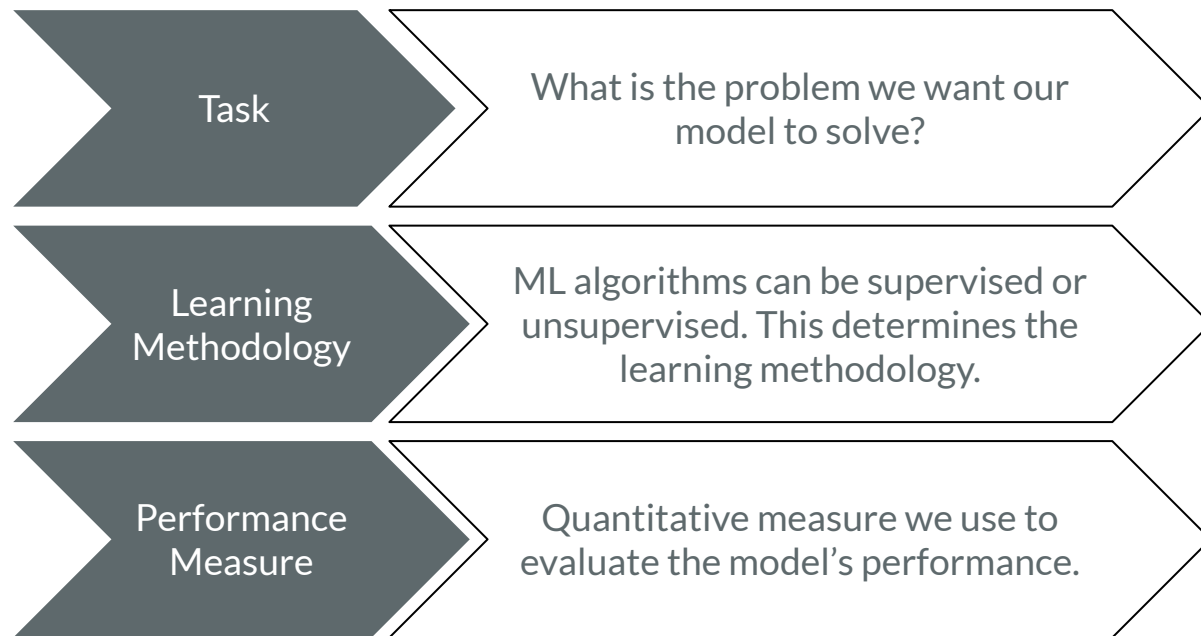 Task
What is the problem we want our
model to solve?
Learning
Methodology
ML algorithms can be supervised or
unsupervised. This determines the
learning methodology.
Performance
Measure
Quantitative measure we use to
evaluate the model’s performance.